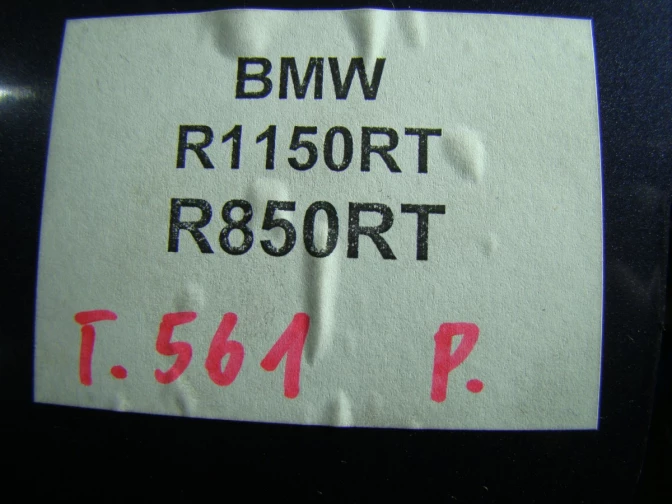 BMW
R1150RT
R850RT
T. 561 P.